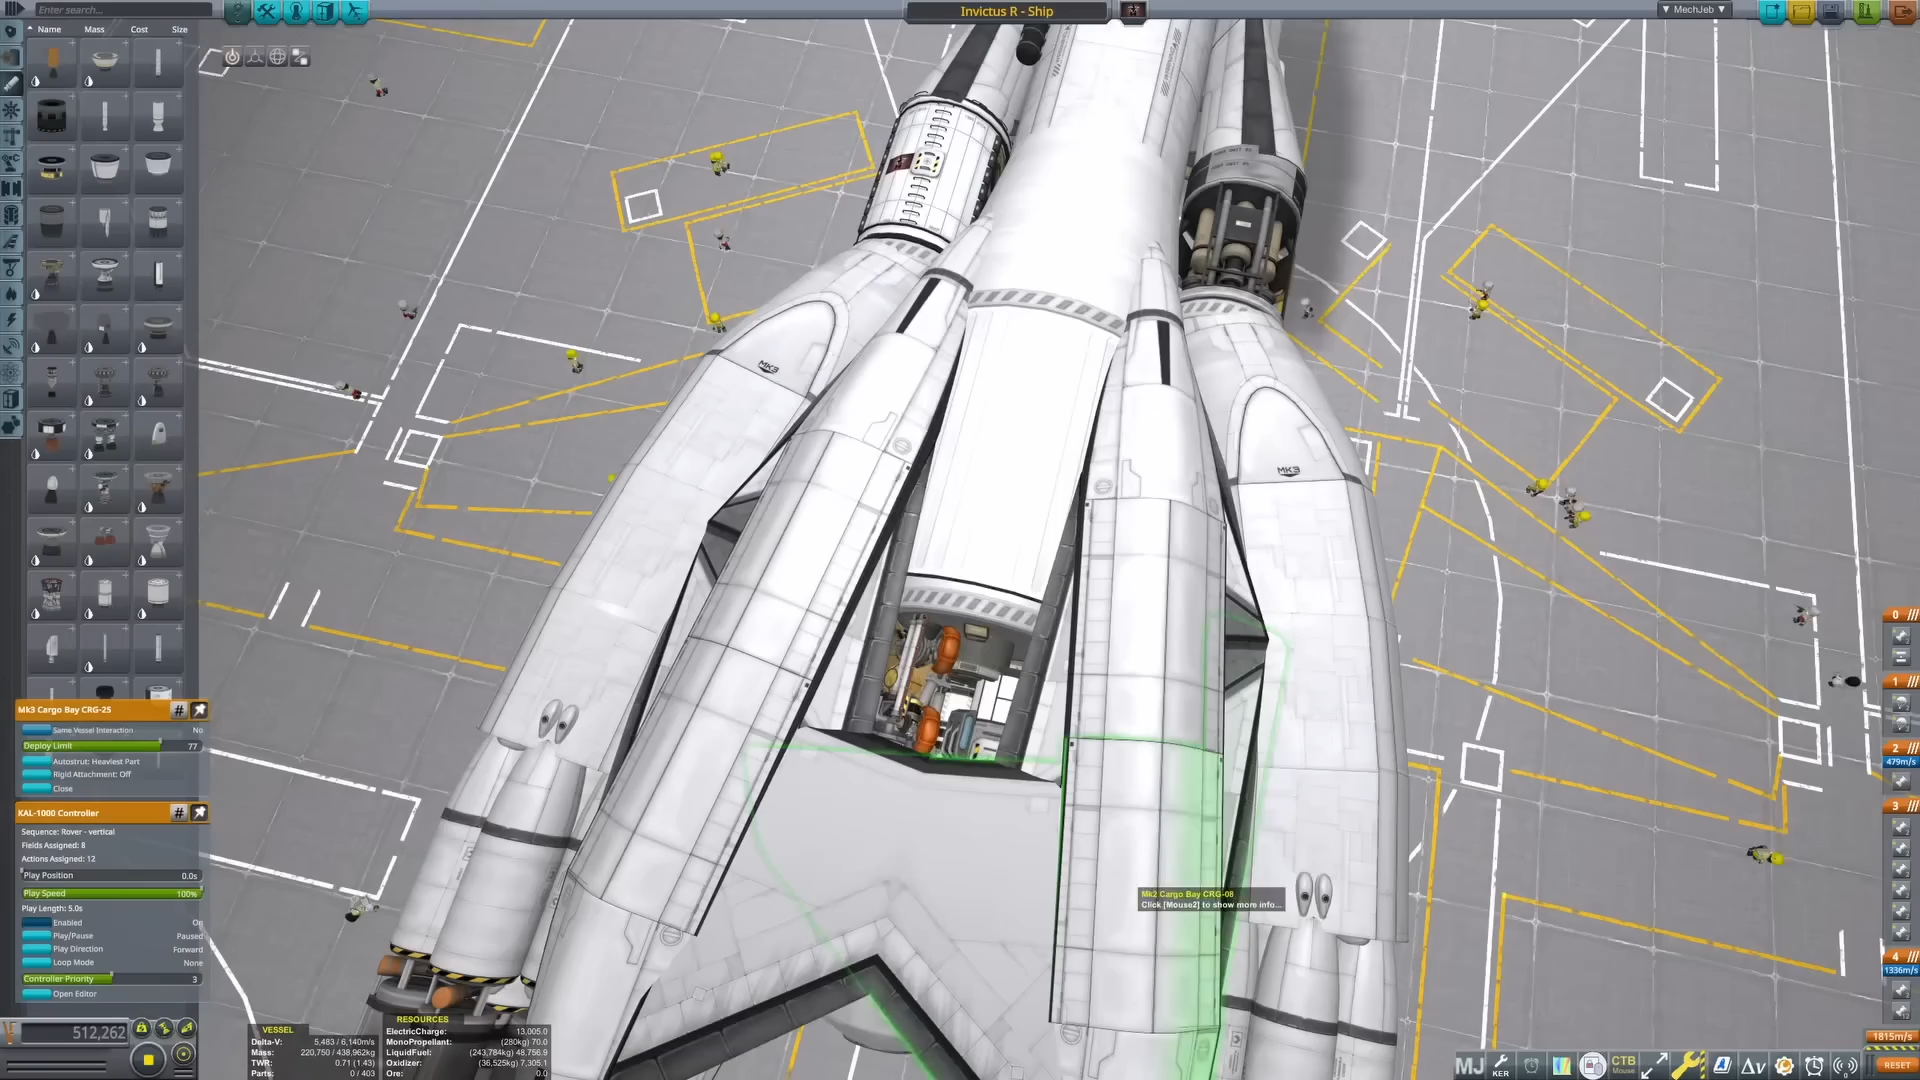 Enter search...
Invictus R - Ship
▼ MechJeb ▼
Name Mass Cost Size
MK3
MK3
Mk3 Cargo Bay CRG-25 #
Same Vessel Interaction No
Deploy Limit 77
Autostrut: Heaviest Part
Rigid Attachment: Off
Close
KAL-1000 Controller #
Sequence: Rover - vertical
Fields Assigned: 8
Actions Assigned: 12
Play Position 0.0s
Play Speed 100%
Play Length: 5.0s
Enabled On
Play/Pause Paused
Play Direction Forward
Loop Mode None
Controller Priority 3
Open Editor
Mk2 Cargo Bay CRG-08
Click [Mouse2] to show more info...
0
1
2
479m/s
3
4
1336m/s
1815m/s
512,262
VESSEL
Delta-V: 5,483 / 6,140m/s
Mass: 220,750 / 438,962kg
TWR: 0.71 (1.43)
Parts: 0 / 403
RESOURCES
ElectricCharge: 13,005.0
MonoPropellant: (280kg) 70.0
LiquidFuel: (243,784kg) 48,756.9
Oxidizer: (36,525kg) 7,305.1
Ore: 0.0
MJ KER CTB Mouse Δv RESET